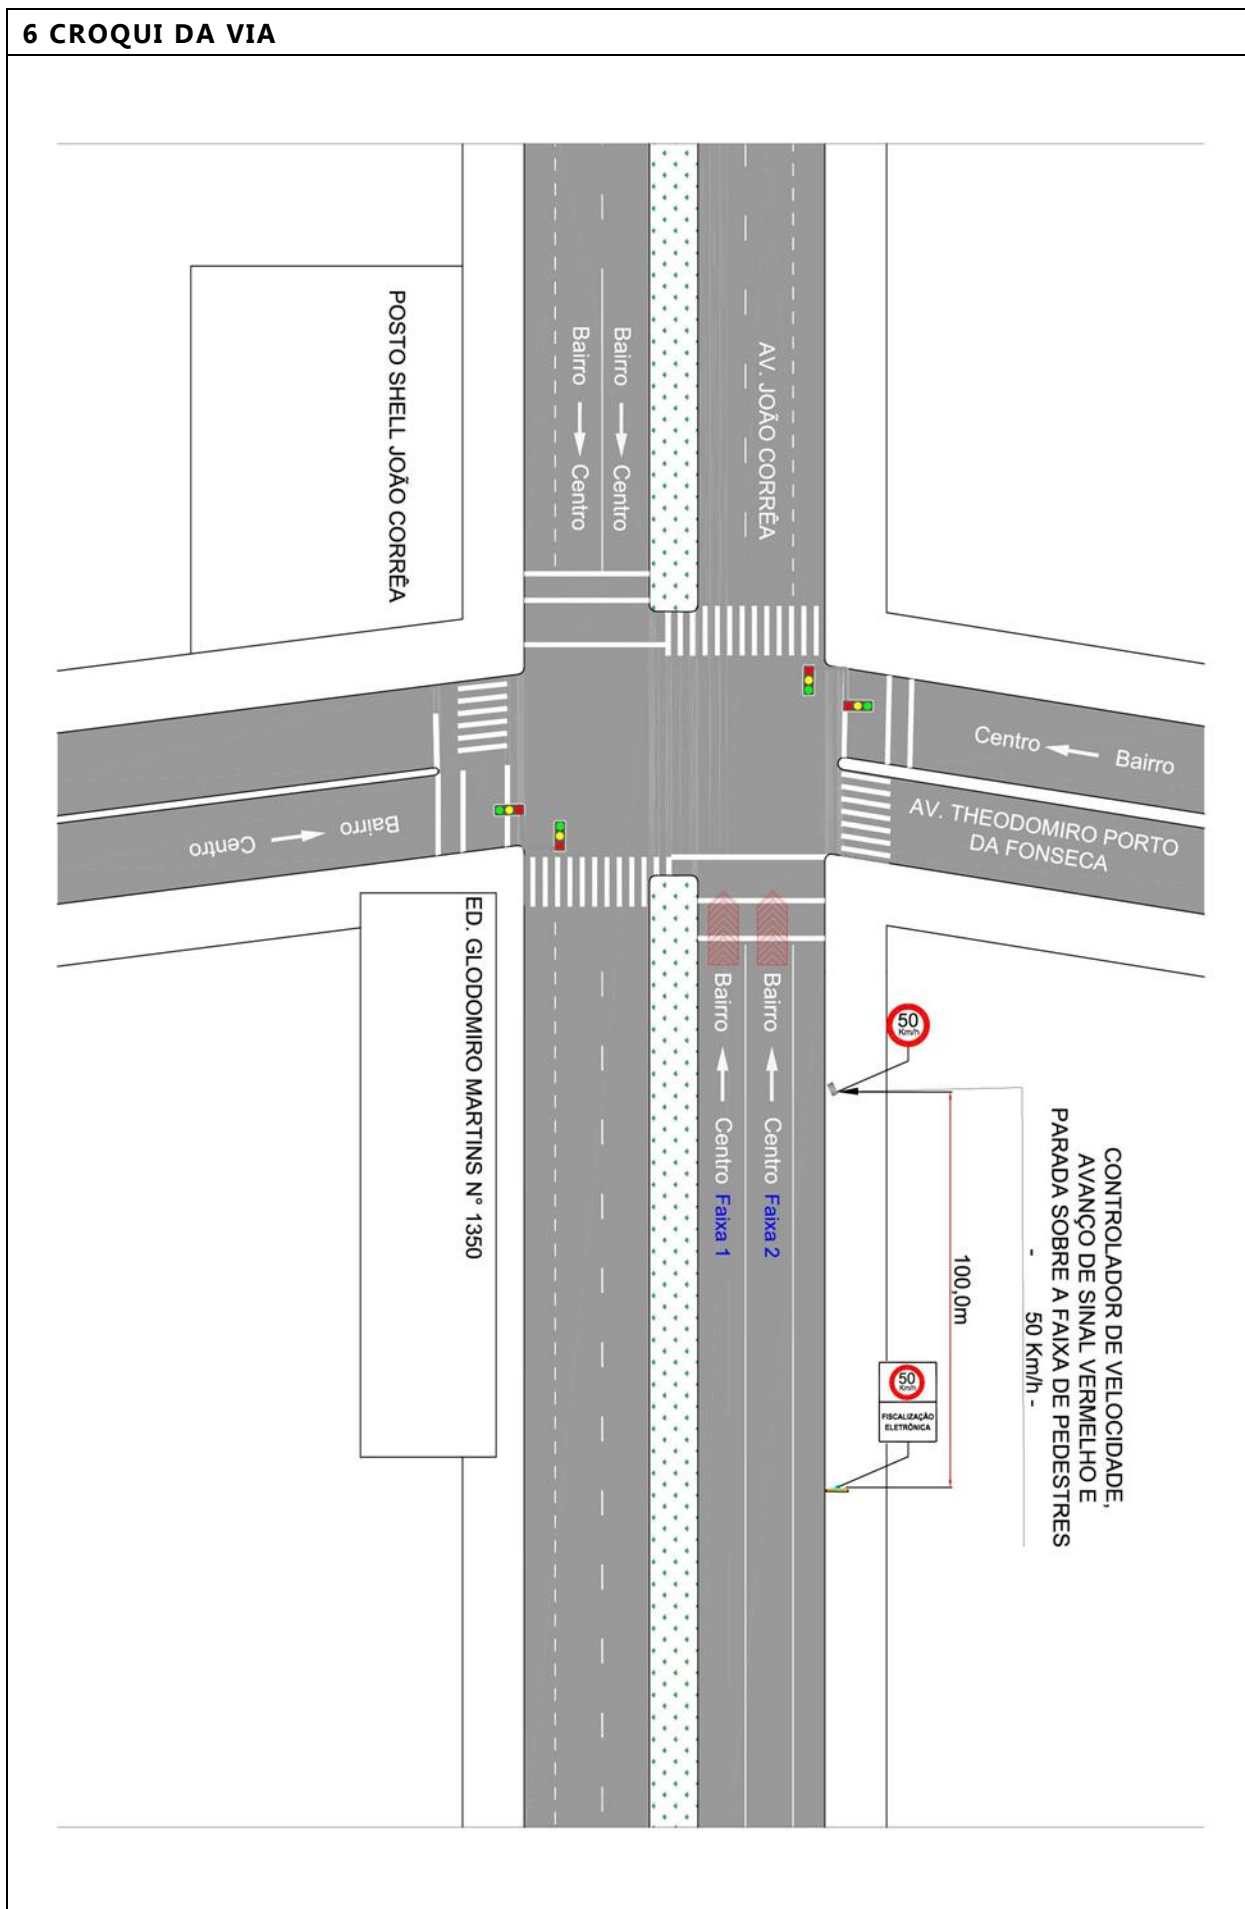 6 CROQUI DA VIA
POSTO SHELL JOÃO CORRÊA
Bairro Centro
Bairro Centro
AV. JOÃO CORRÊA
Centro Bairro
AV. THEODOMIRO PORTO
DA FONSECA
Centro Bairro
ED. GLODOMIRO MARTINS N° 1350
Bairro Centro Faixa 1
Bairro Centro Faixa 2
50
Km/h
100,0m
50
Km/h
FISCALIZAÇÃO
ELETRÔNICA
CONTROLADOR DE VELOCIDADE,
AVANÇO DE SINAL VERMELHO E
PARADA SOBRE A FAIXA DE PEDESTRES
- 50 Km/h -